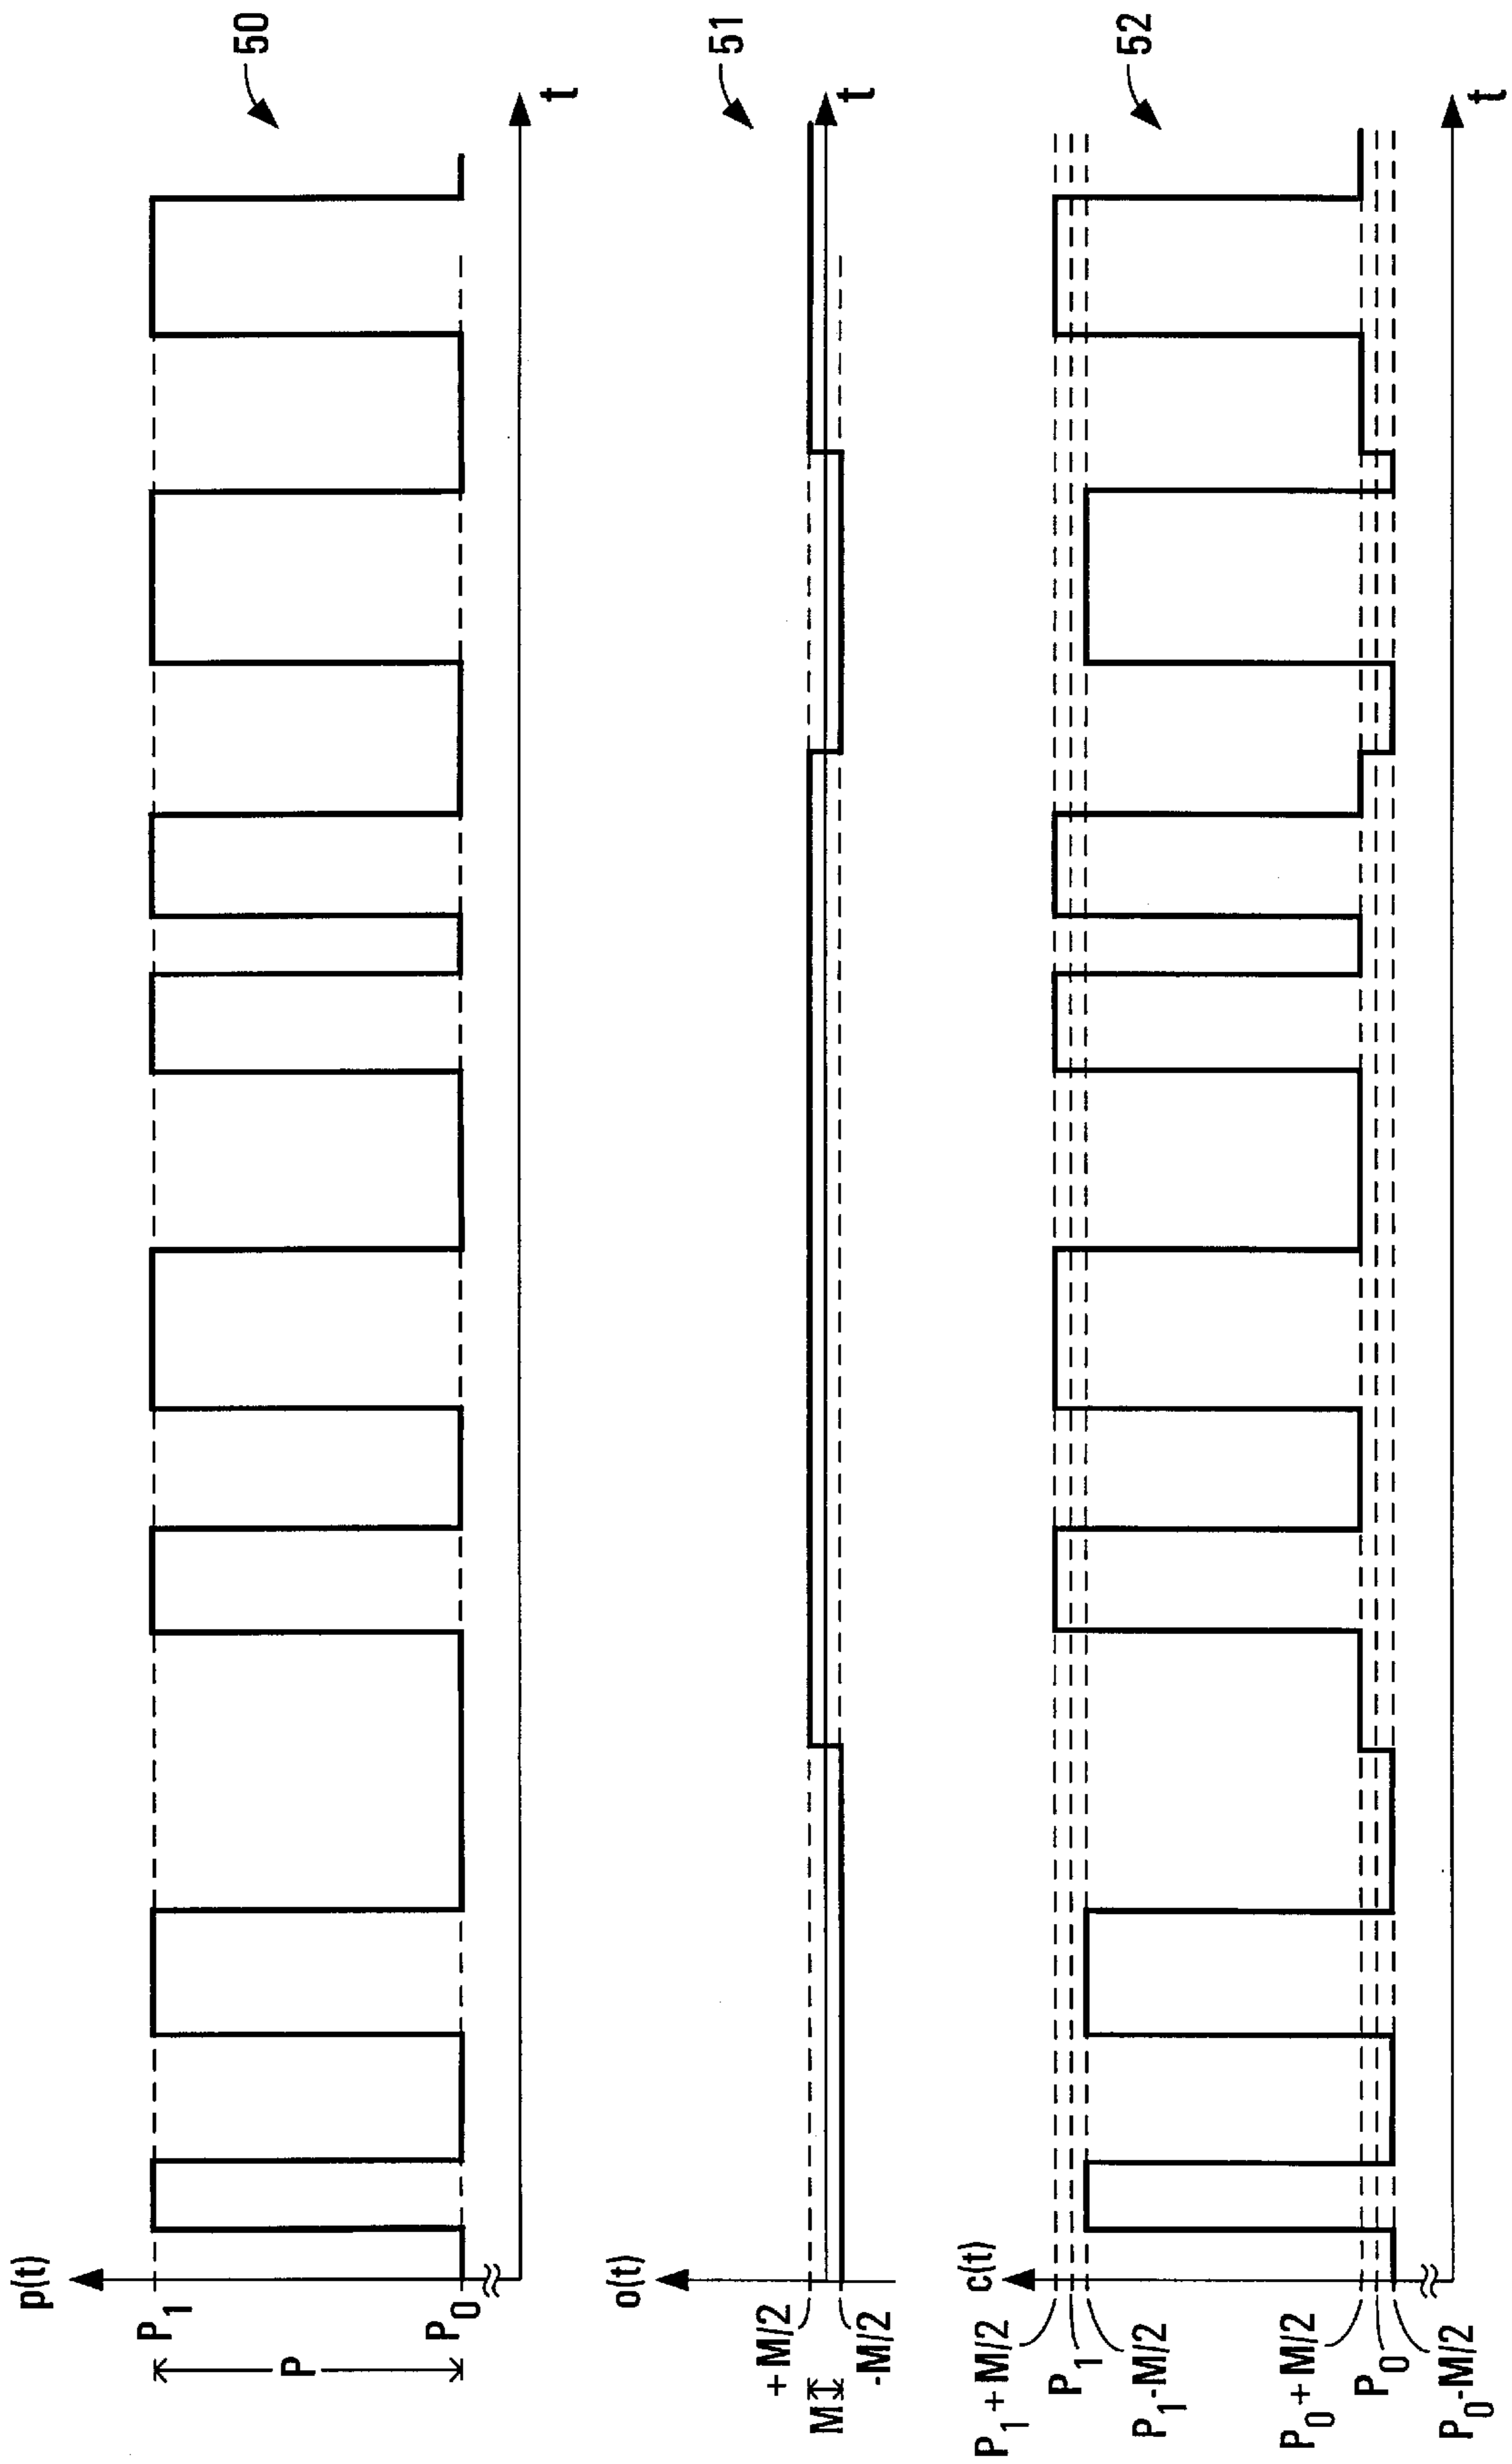 p(t)
P1
P
P0
t
50
o(t)
+M/2
M
-M/2
t
51
c(t)
P1+M/2
P1
P1-M/2
P0+M/2
P0
P0-M/2
t
52